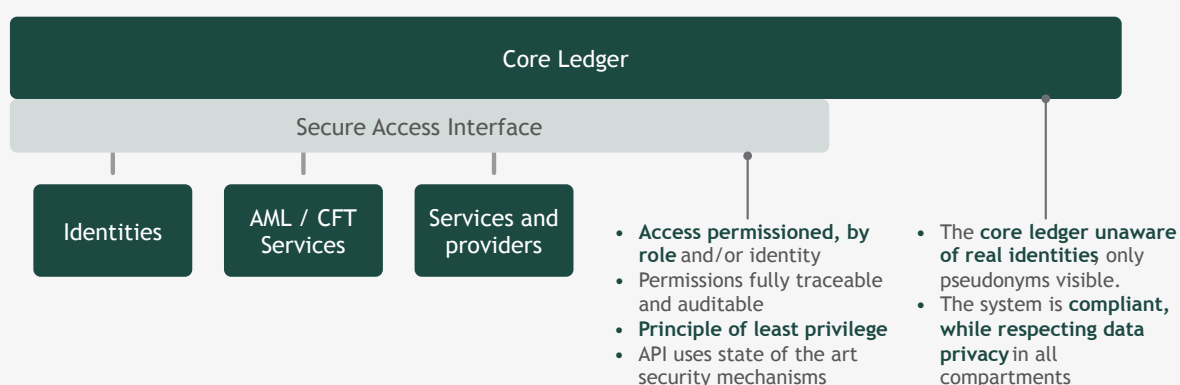 Core Ledger
Secure Access Interface
Identities
AML / CFT
Services
Services and
providers
• Access permissioned, by
role and/or identity
• Permissions fully traceable
and auditable
• Principle of least privilege
• API uses state of the art
security mechanisms
• The core ledger unaware
of real identities, only
pseudonyms visible.
• The system is compliant,
while respecting data
privacy in all
compartments